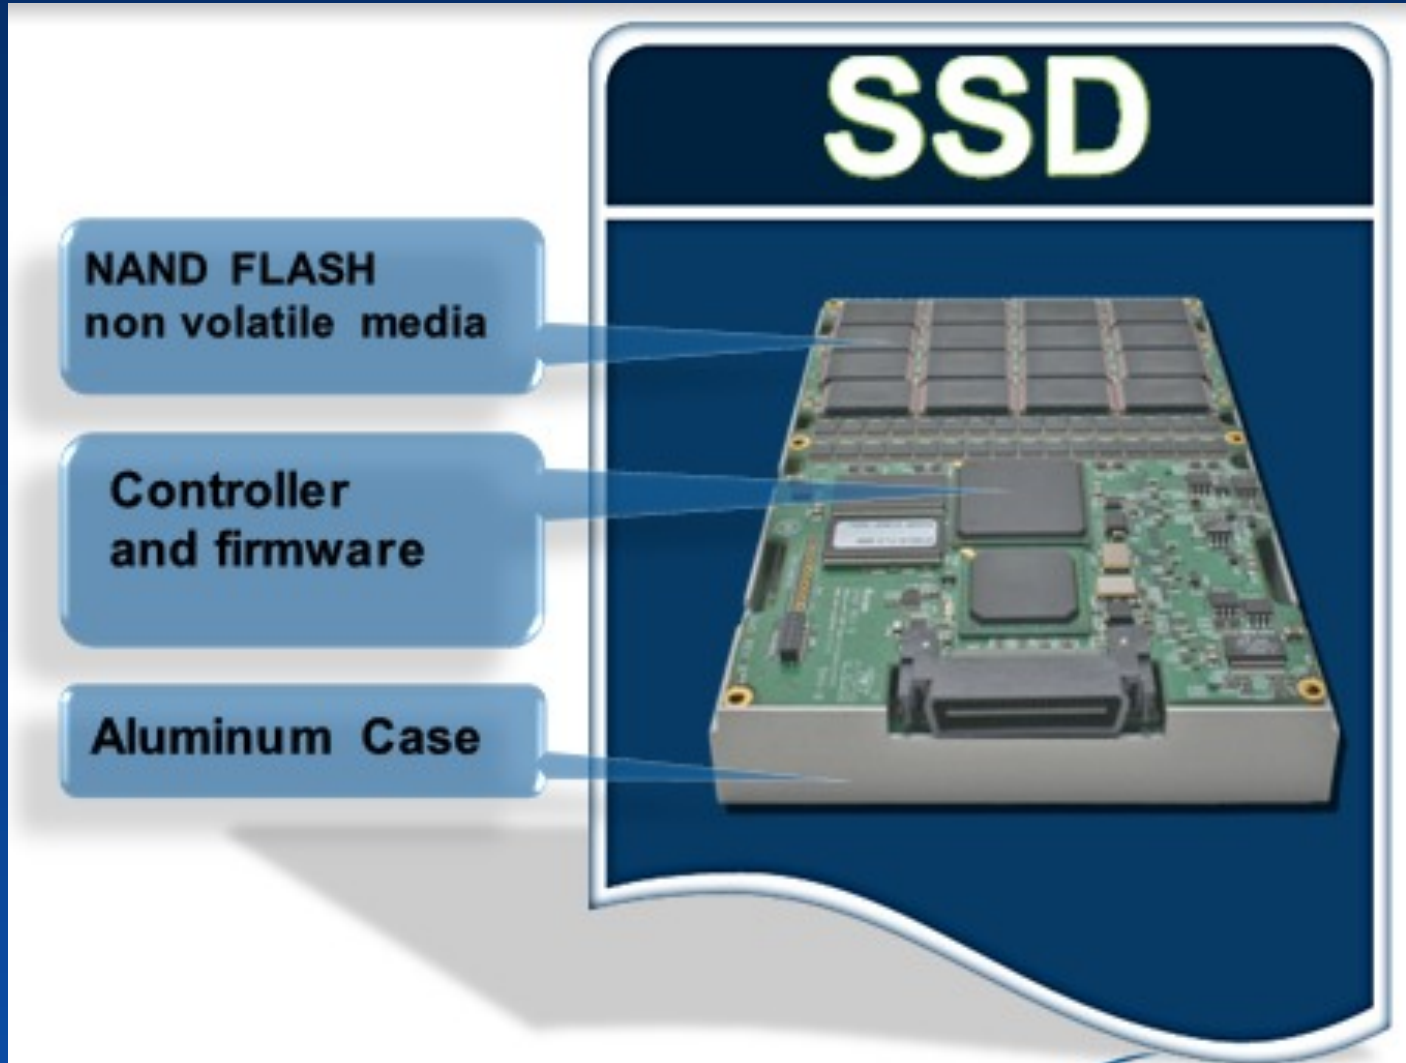 SSD
NAND FLASH
non volatile media
Controller
and firmware
Aluminum Case